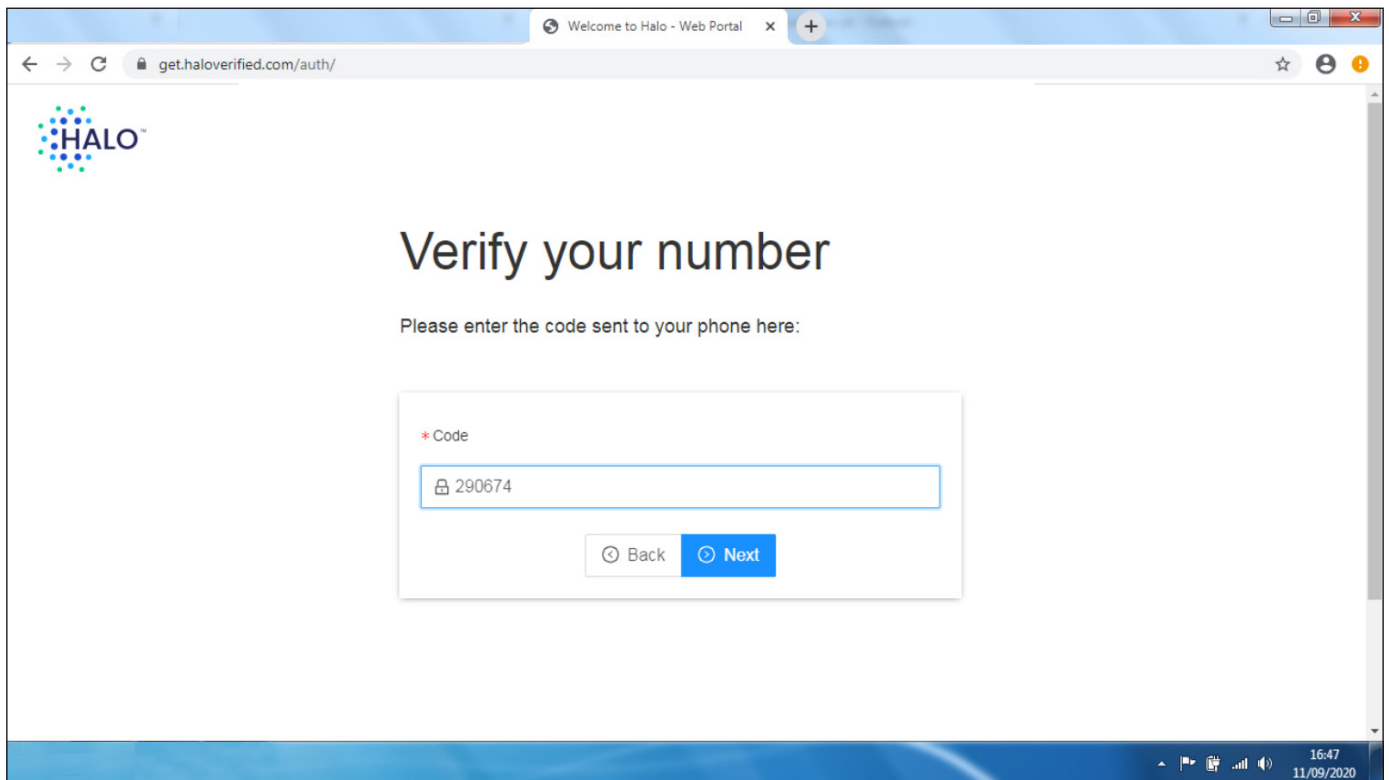 Welcome to Halo - Web Portal
get.haloverified.com/auth/
HALO™
Verify your number
Please enter the code sent to your phone here:
* Code
290674
Back
Next
16:47
11/09/2020